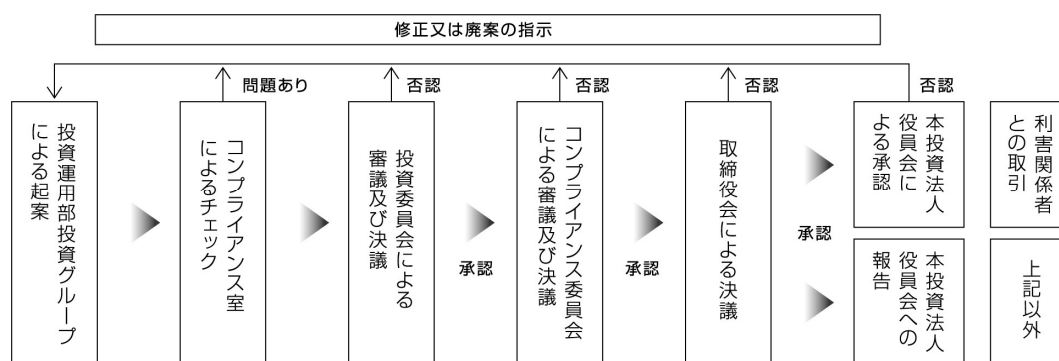 修正又は廃案の指示
問題あり
否認
否認
否認
否認
投資運用部投資グループ
による起案
コンプライアンス室
によるチェック
投資委員会による
審議及び決議
承認
コンプライアンス委員会
による審議及び決議
承認
取締役会による決議
承認
本投資法人
役員会に
よる承認
利害関係者
との取引
本投資法人
役員会への
報告
上記以外